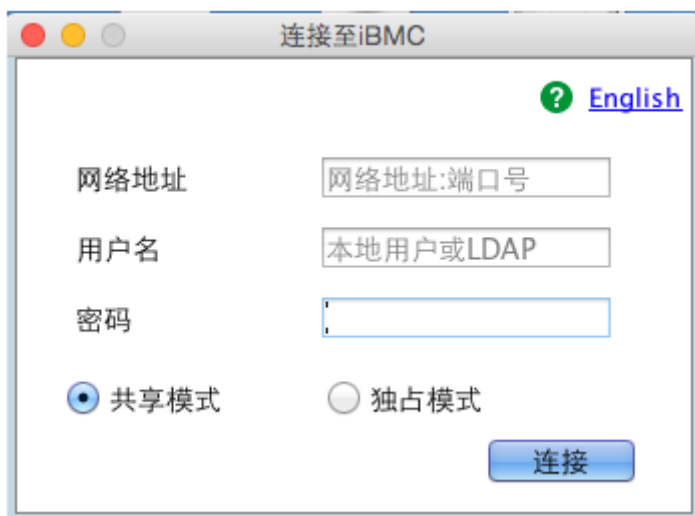 连接至iBMC
? English
网络地址 网络地址:端口号
用户名 本地用户或LDAP
密码
共享模式 独占模式
连接